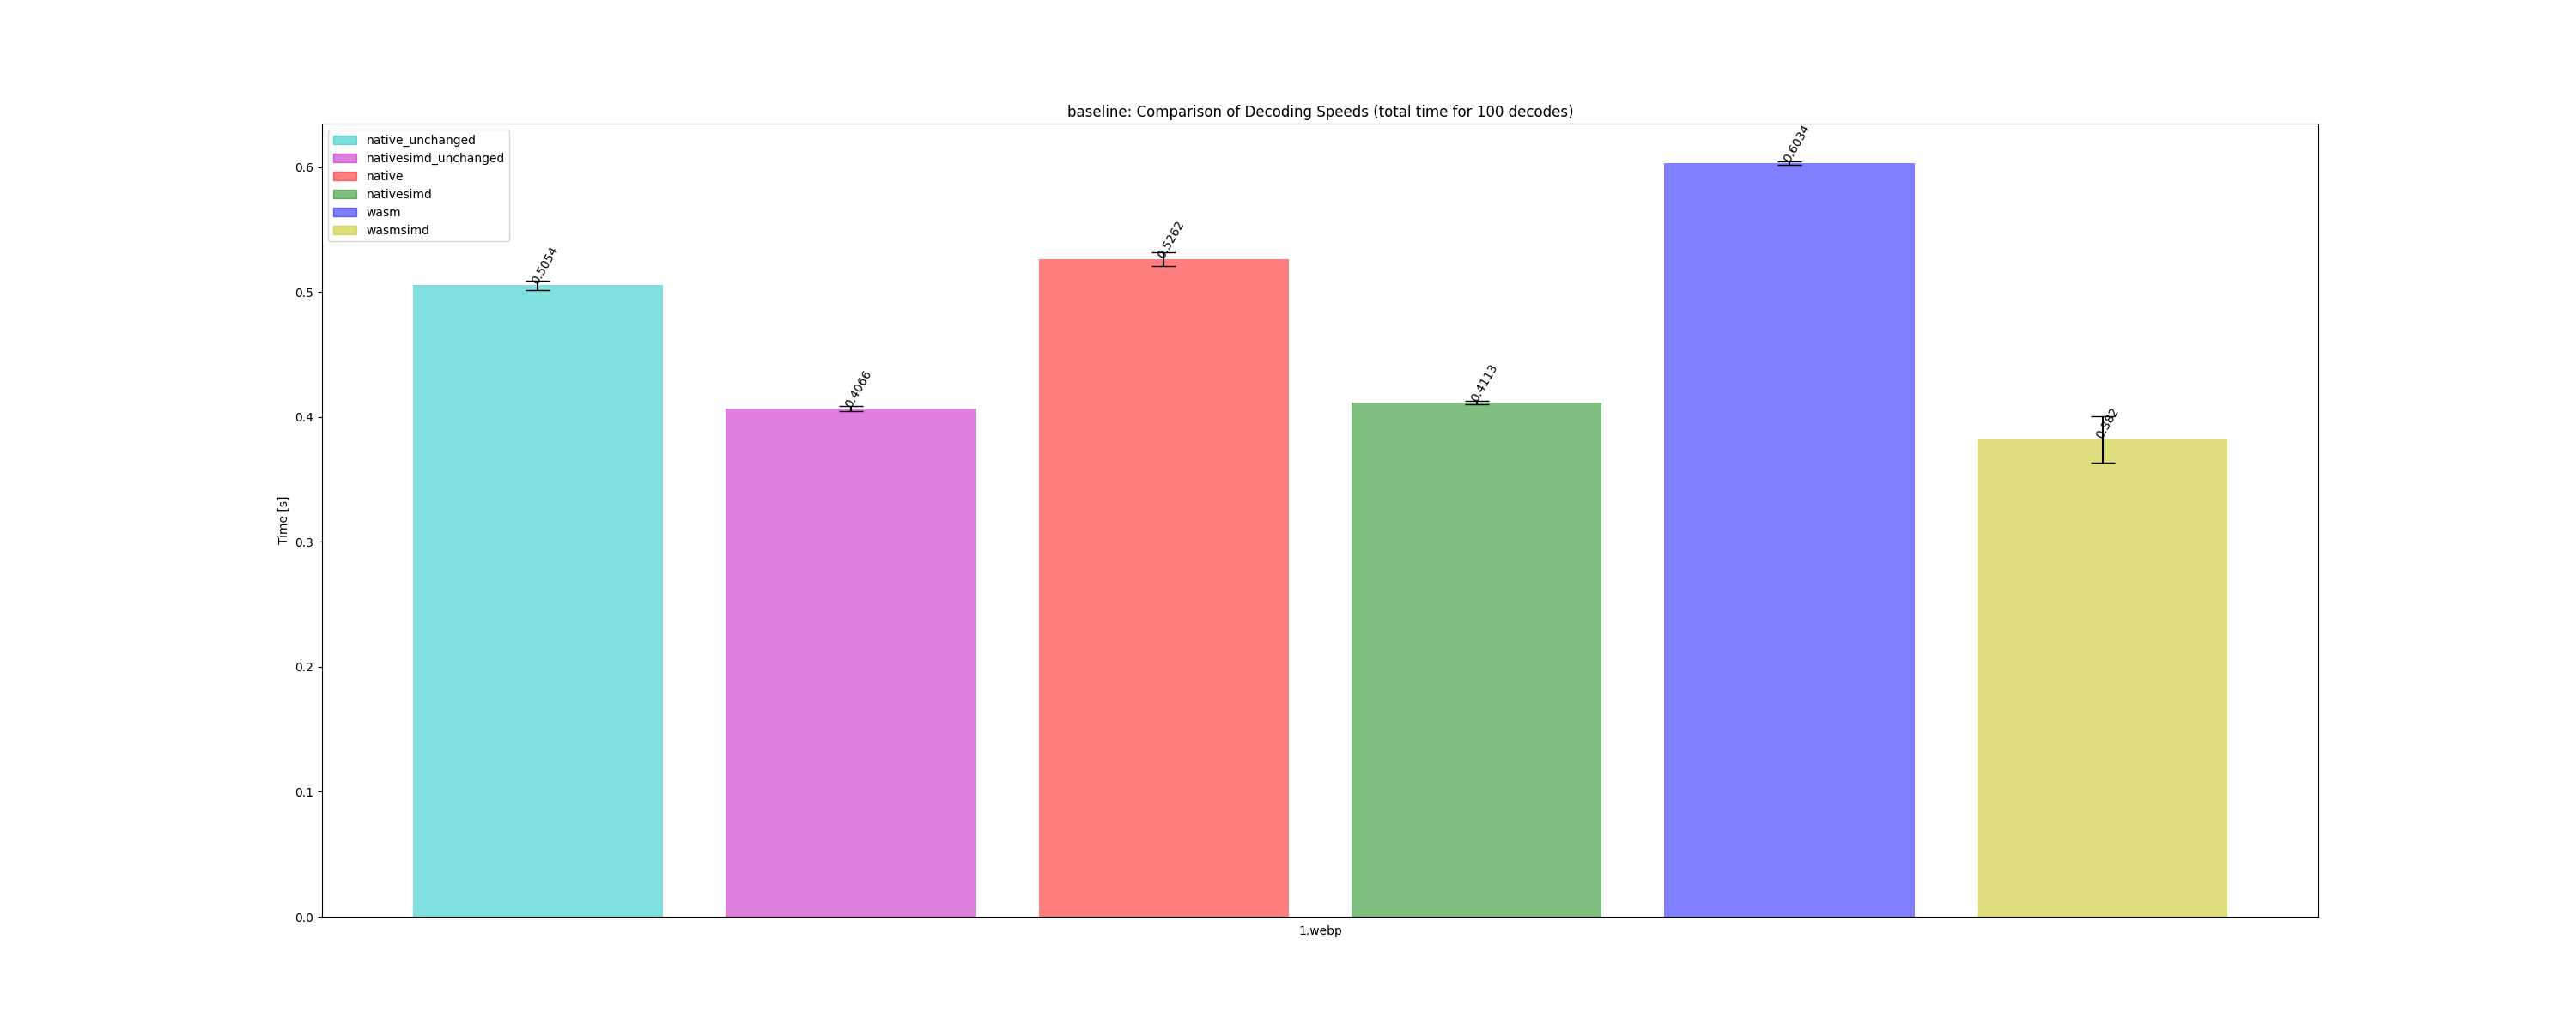 baseline: Comparison of Decoding Speeds (total time for 100 decodes)
native_unchanged
nativesimd_unchanged
native
nativesimd
wasm
wasmsimd
0.5054
0.4066
0.5262
0.4113
0.6034
0.382
Time [s]
0.6
0.5
0.4
0.3
0.2
0.1
0.0
1.webp